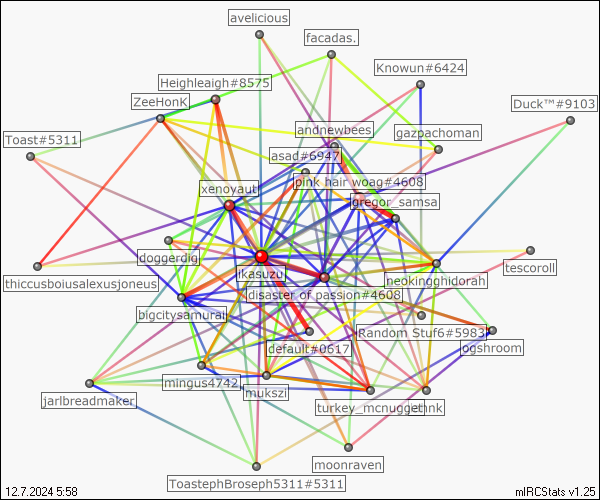 avelicious
facadas.
Knowun#6424
Heighleigh#8575
ZeeHonK
Duck™#9103
andnewbees
gazpachoman
Toast#5311
asad#6947
pink hair woag#4608
xenoyaut
gregor_samsa
doggerdig
tescoroll
ikasuzu
neokingghidorah
thiccusboiusalexusjoneus
disaster of passion#4608
bigcitysamurai
Random Stuf6#5983
default#0617
ogshroom
mingus4742
mukszi
jarlbreadmaker
turkey_mcnugget
moonraven
ToastephBroseph5311#5311
12.7.2024 5:58
mIRCStats v1.25